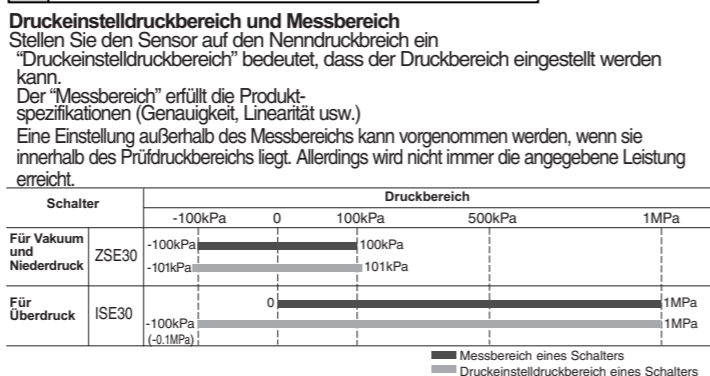 Druckeinstelldruckbereich und Messbereich
Stellen Sie den Sensor auf den Nenndruckbreich ein
“Druckeinstelldruckbereich” bedeutet, dass der Druckbereich eingestellt werden
kann.
Der “Messbereich” erfüllt die Produkt-
spezifikationen (Genauigkeit, Linearität usw.)
Eine Einstellung außerhalb des Messbereichs kann vorgenommen werden, wenn sie
innerhalb des Prüfdruckbereichs liegt. Allerdings wird nicht immer die angegebene Leistung
erreicht.
Schalter Druckbereich
-100kPa 0 100kPa 500kPa 1MPa
Für Vakuum
und
Niederdruck
ZSE30
-100kPa 100kPa
-101kPa 101kPa
Für
Überdruck
ISE30
0 1MPa
-100kPa 1MPa
(-0.1MPa)
Messbereich eines Schalters
Druckeinstelldruckbereich eines Schalters